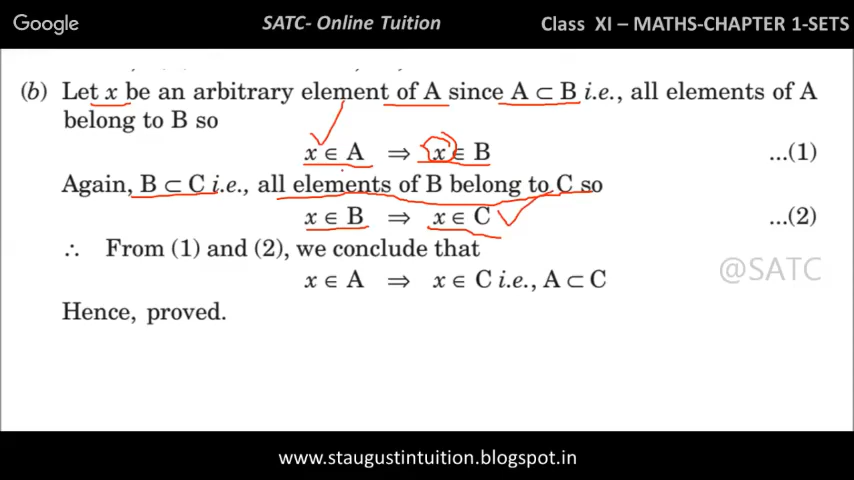 Google SATC- Online Tuition Class XI – MATHS-CHAPTER 1-SETS
(b) Let x be an arbitrary element of A since A ⊂ B i.e., all elements of A
belong to B so
x ∈ A ⇒ x ∈ B ...(1)
Again, B ⊂ C i.e., all elements of B belong to C so
x ∈ B ⇒ x ∈ C ...(2)
∴ From (1) and (2), we conclude that
x ∈ A ⇒ x ∈ C i.e., A ⊂ C
@SATC
Hence, proved.
www.staugustintuition.blogspot.in